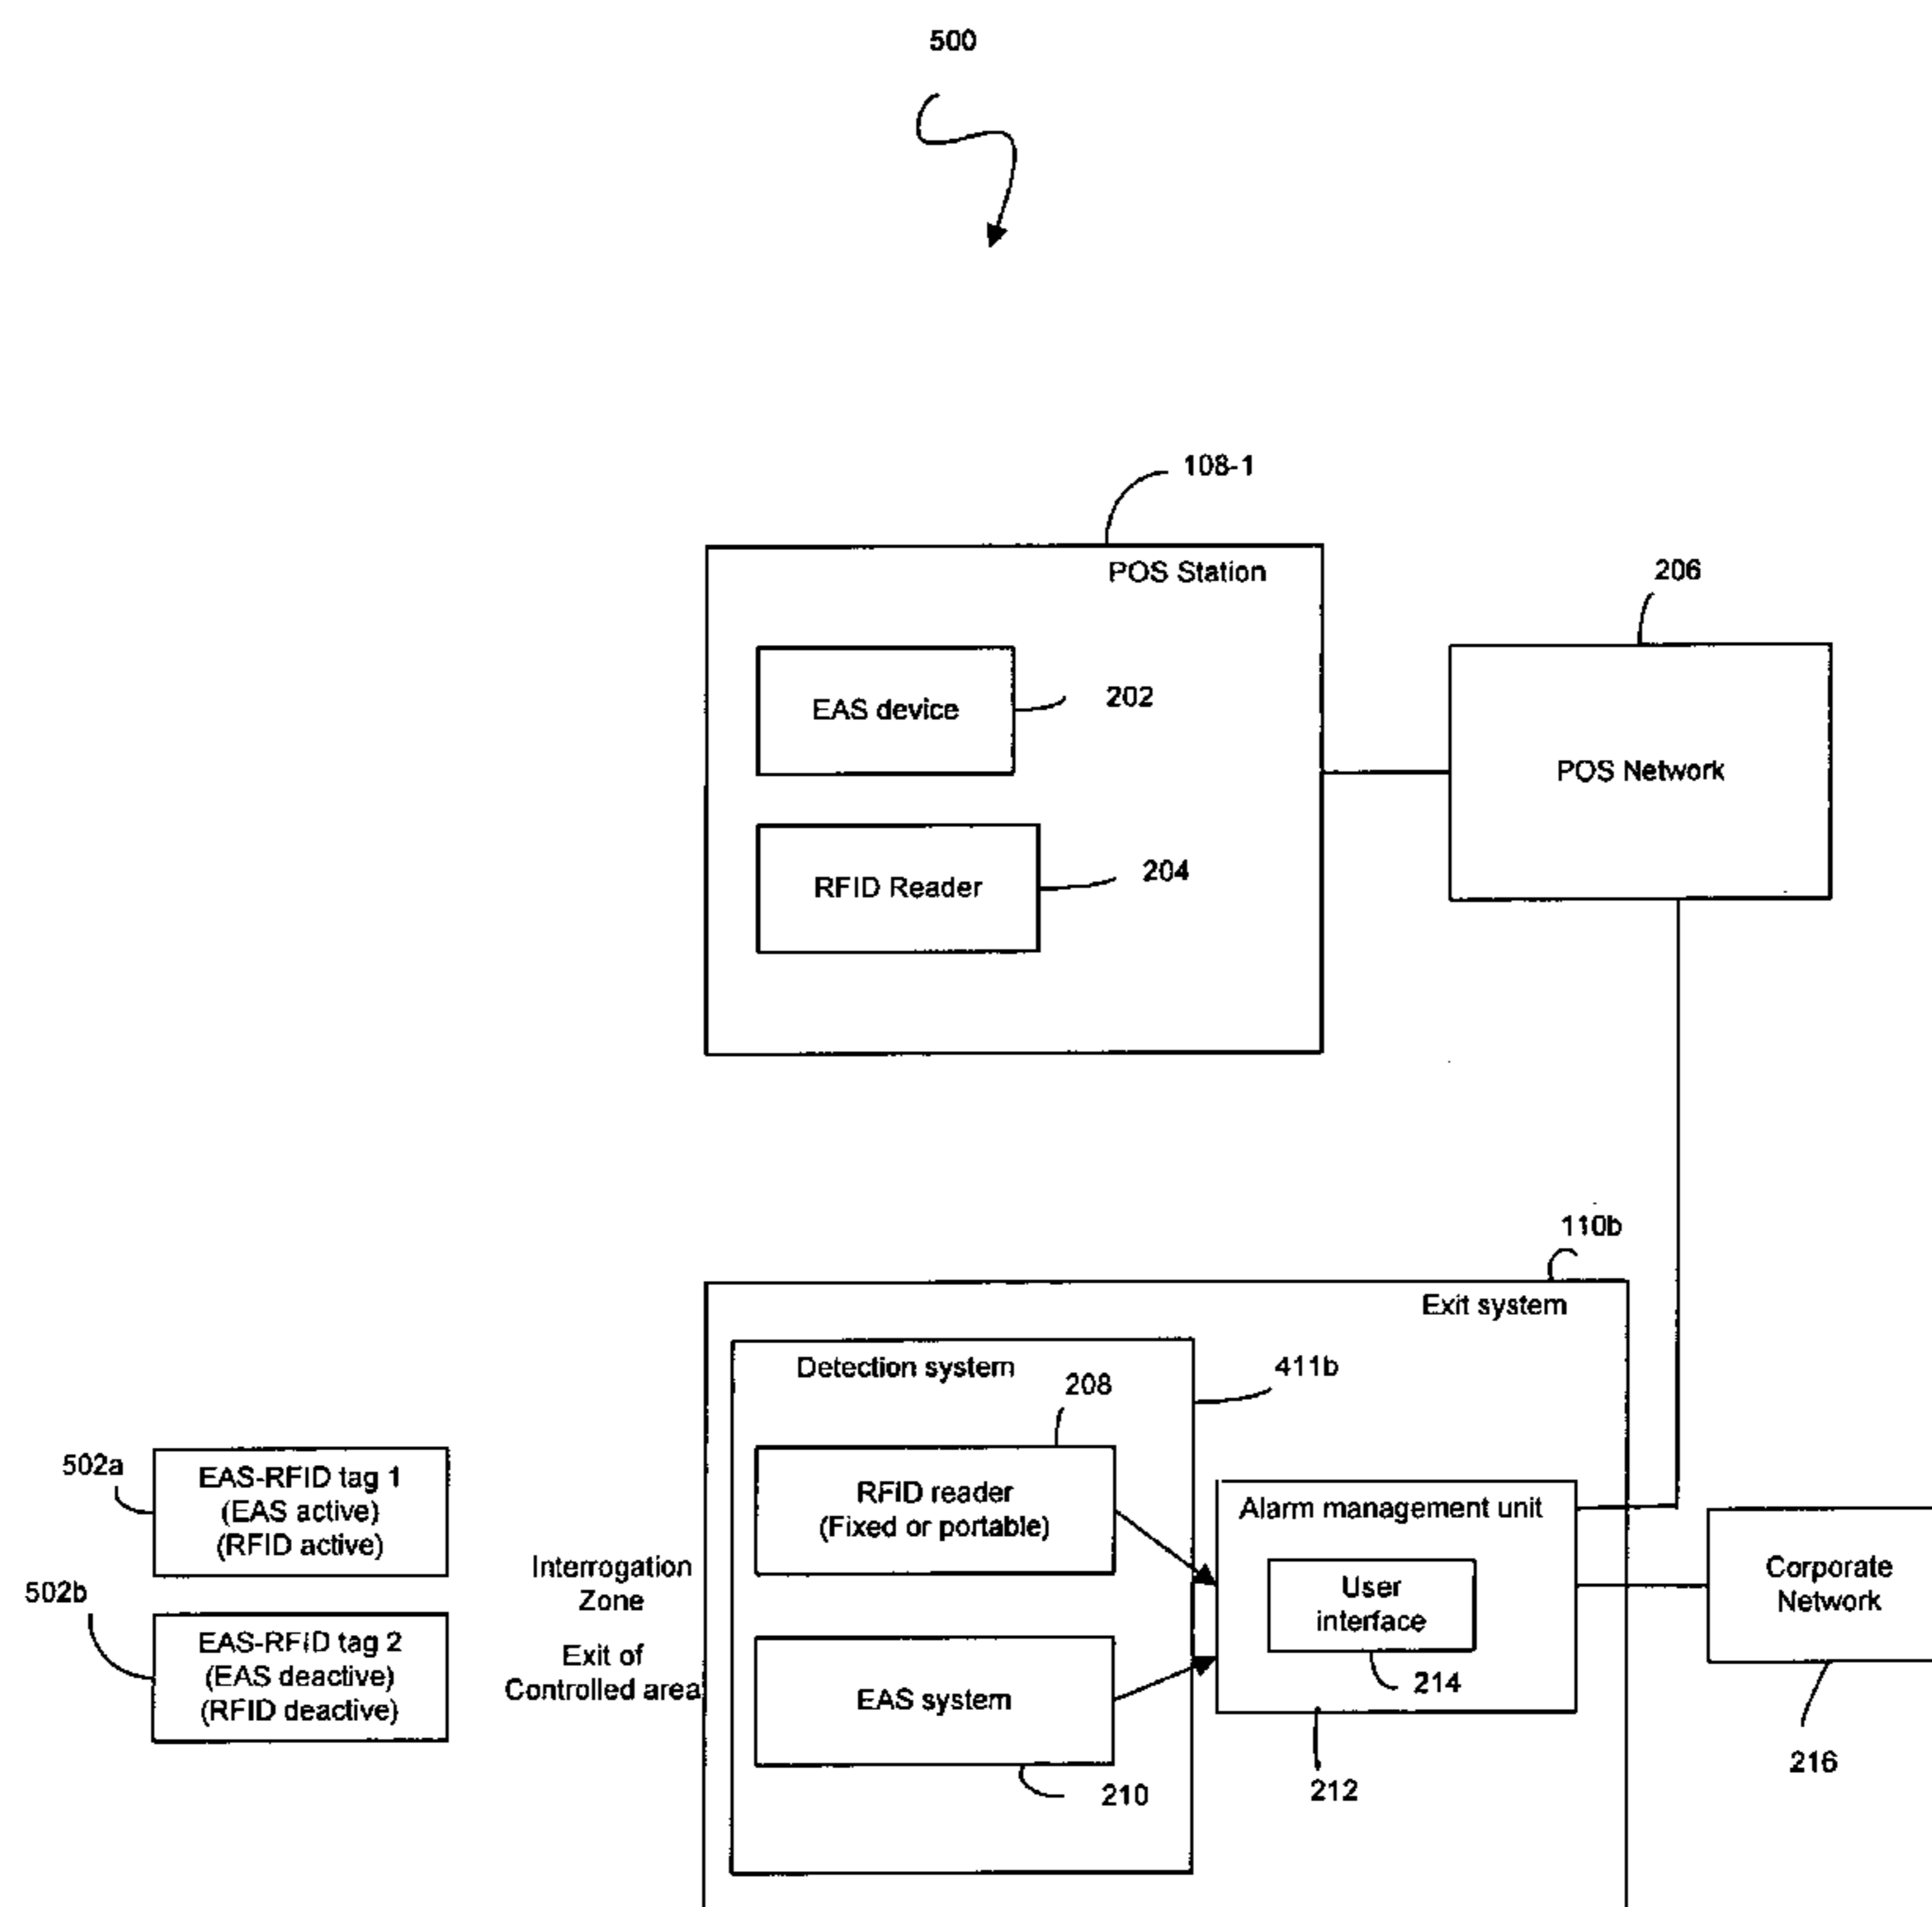 500
108-1
POS Station
206
EAS device
202
POS Network
RFID Reader
204
110b
Exit system
Detection system
411b
208
502a
EAS-RFID tag 1
(EAS active)
(RFID active)
RFID reader
(Fixed or portable)
Alarm management unit
Interrogation
Zone
User
interface
Corporate
Network
502b
EAS-RFID tag 2
(EAS deactive)
(RFID deactive)
Exit of
Controlled area
EAS system
214
216
212
210